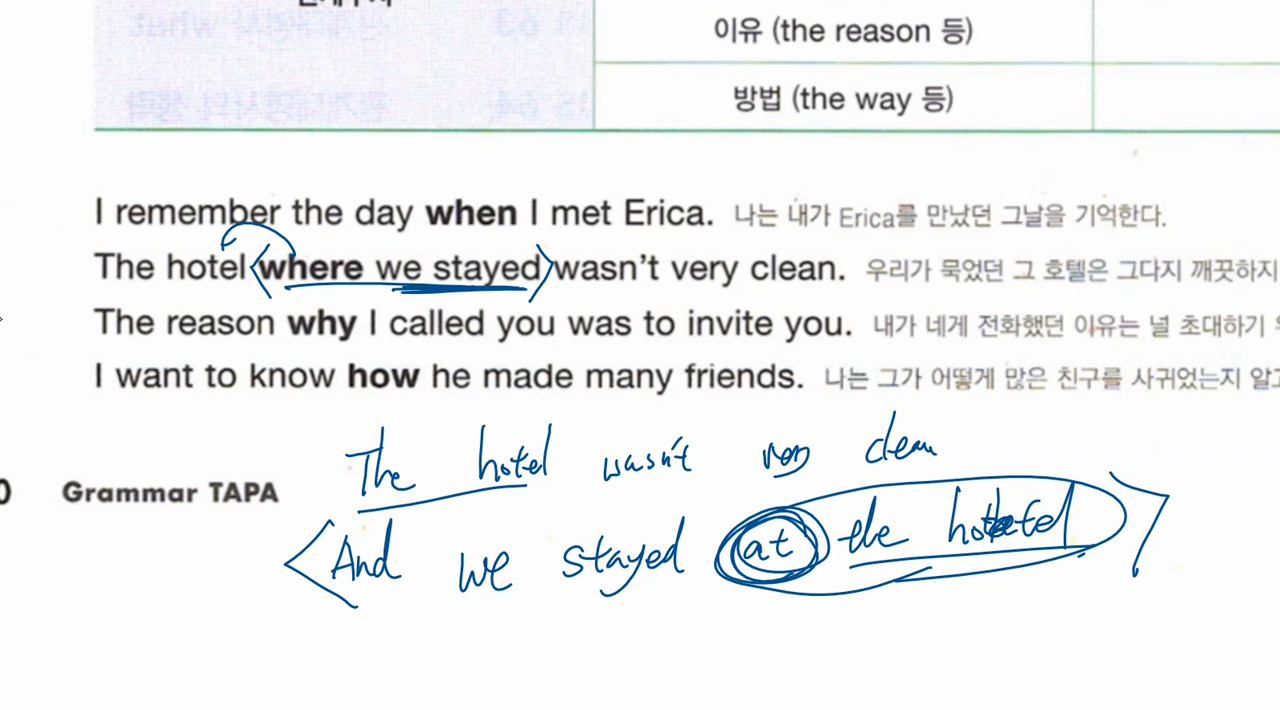 이유 (the reason 등)
방법 (the way 등)
I remember the day when I met Erica. 나는 내가 Erica를 만났던 그날을 기억한다.
The hotel <where we stayed> wasn't very clean. 우리가 묵었던 그 호텔은 그다지 깨끗하지
The reason why I called you was to invite you. 내가 네게 전화했던 이유는 널 초대하기
I want to know how he made many friends. 나는 그가 어떻게 많은 친구를 사귀었는지 알고
The hotel wasn't very clean
Grammar TAPA
<And we stayed at the hotel>